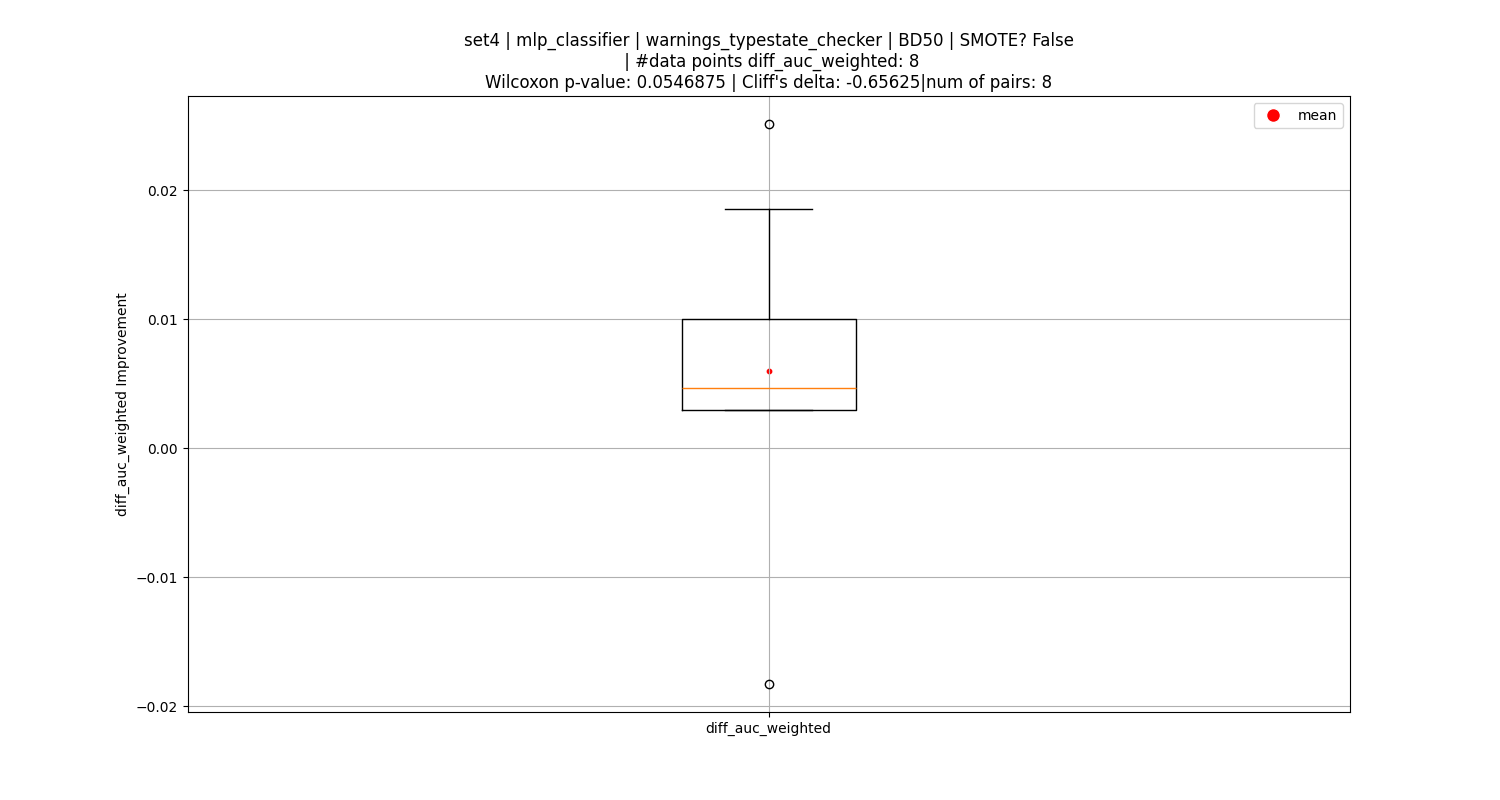 set4 | mlp_classifier | warnings_typestate_checker | BD50 | SMOTE? False
| #data points diff_auc_weighted: 8
Wilcoxon p-value: 0.0546875 | Cliff's delta: -0.65625|num of pairs: 8
mean
0.02
0.01
0.00
−0.01
−0.02
diff_auc_weighted Improvement
diff_auc_weighted